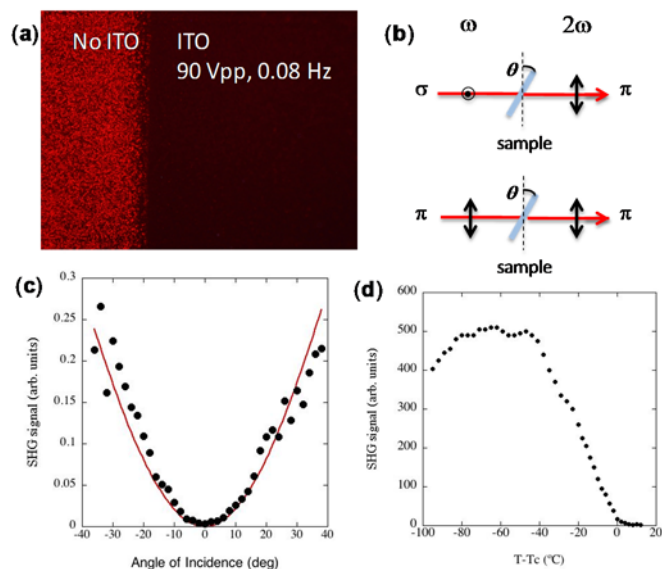 (a)
No ITO
ITO
90 Vpp, 0.08 Hz
(b)
ω
2ω
θ
σ
π
sample
θ
π
π
sample
(c)
0.3
0.25
0.2
0.15
0.1
0.05
0
SHG signal (arb. units)
-40 -30 -20 -10 0 10 20 30 40
Angle of Incidence (deg)
(d)
600
500
400
300
200
100
0
SHG signal (arb. units)
-100 -80 -60 -40 -20 0 20
T-Tc (ºC)